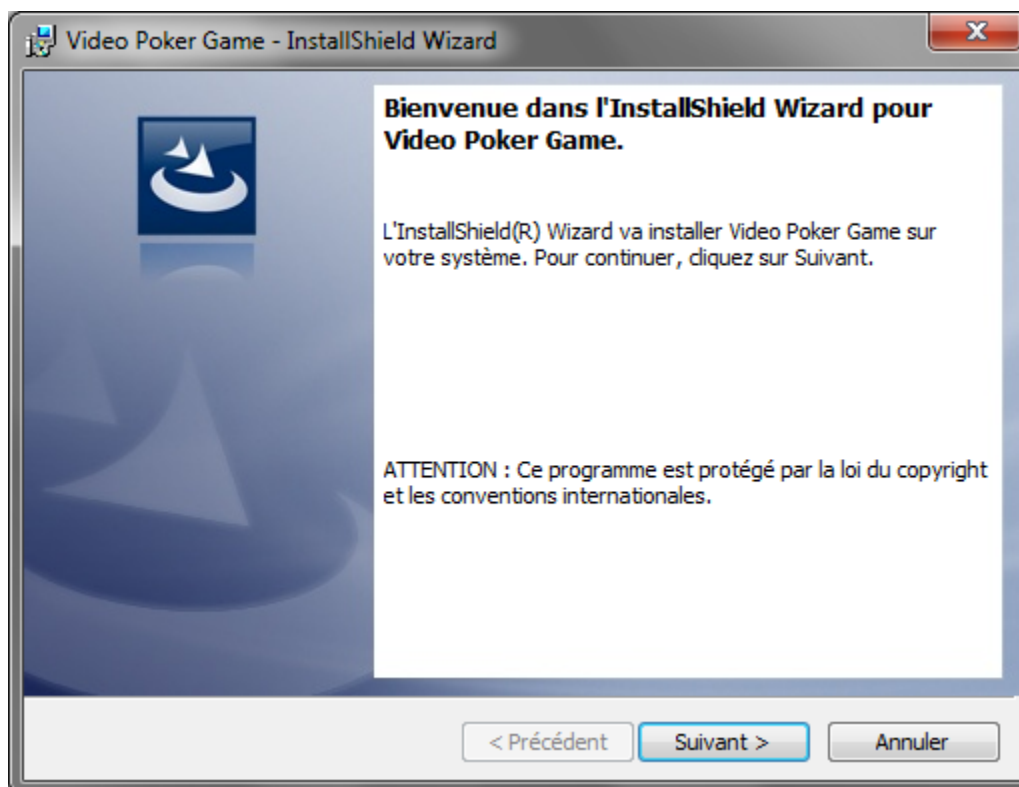 Video Poker Game - InstallShield Wizard
Bienvenue dans l'InstallShield Wizard pour
Video Poker Game.
L'InstallShield(R) Wizard va installer Video Poker Game sur
votre système. Pour continuer, cliquez sur Suivant.
ATTENTION : Ce programme est protégé par la loi du copyright
et les conventions internationales.
< Précédent
Suivant >
Annuler